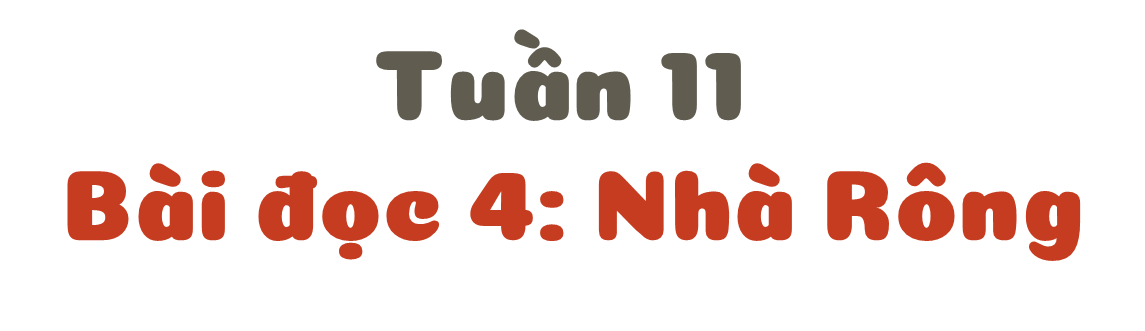 Tuần 11
Bài đọc 4: Nhà Rông